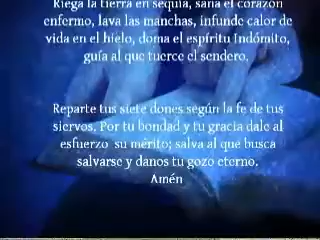 Riega la tierra en sequía, sana el corazón
enfermo, lava las manchas, infunde calor de
vida en el hielo, doma el espíritu Indómito,
guía al que tuerce el sendero.
Reparte tus siete dones según la fe de tus
siervos. Por tu bondad y tu gracia dale al
esfuerzo su mérito; salva al que busca
salvarse y danos tu gozo eterno.
Amén